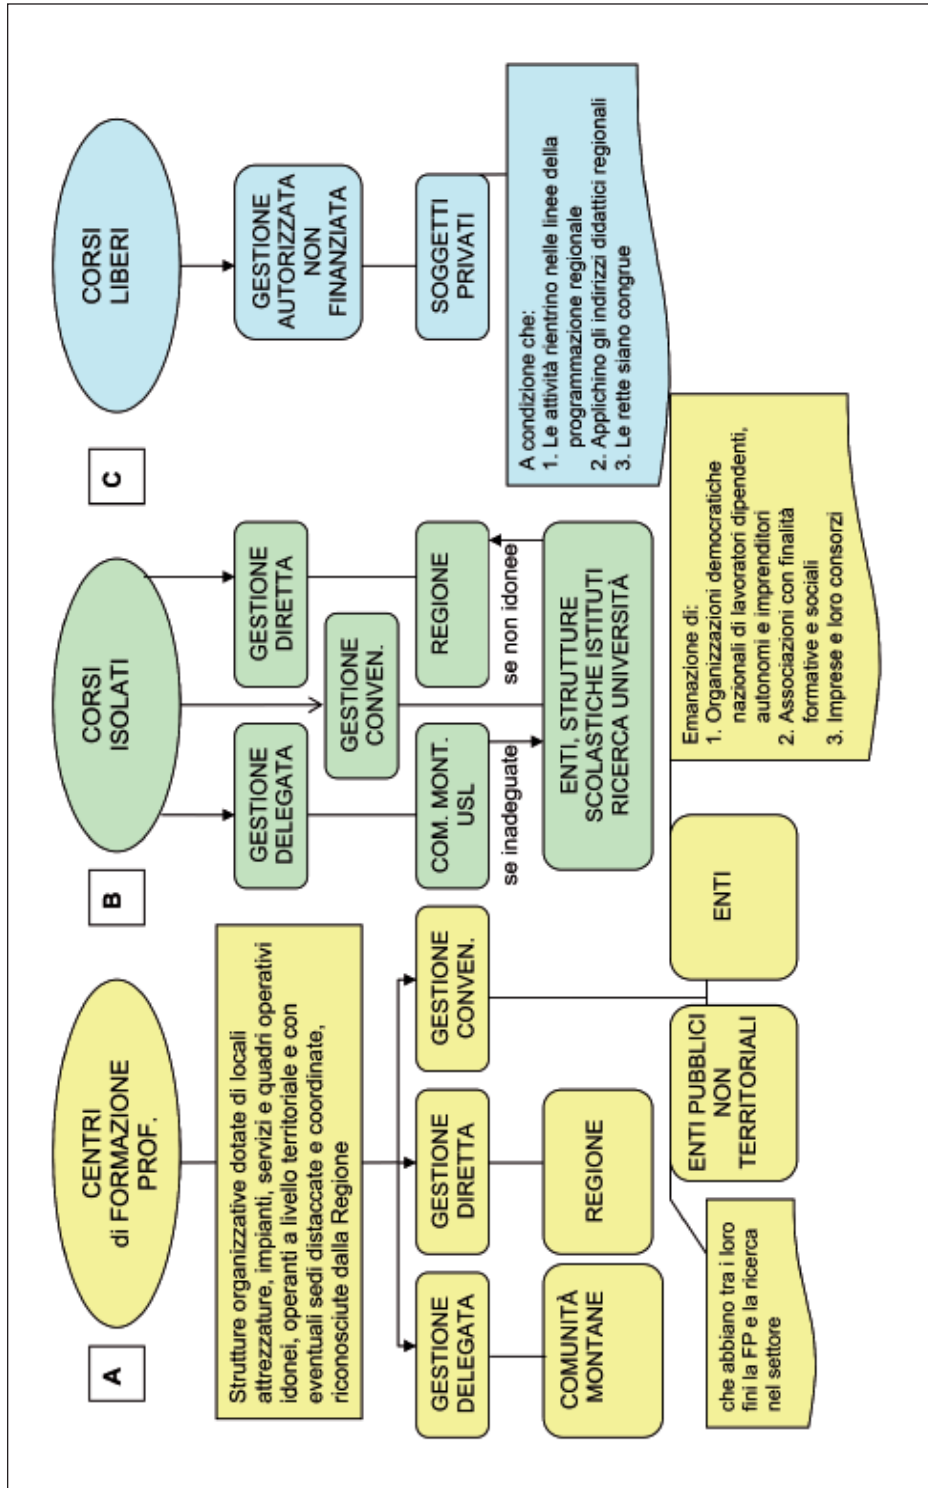 A
CENTRI
di FORMAZIONE
PROF.
Strutture organizzative dotate di locali
attrezzature, impianti, servizi e quadri operativi
idonei, operanti a livello territoriale e con
eventuali sedi distaccate e coordinate,
riconosciute dalla Regione
GESTIONE
DELEGATA
GESTIONE
DIRETTA
GESTIONE
CONVEN.
COMUNITÀ
MONTANE
REGIONE
ENTI PUBBLICI
NON
TERRITORIALI
ENTI
che abbiano tra i loro
fini la FP e la ricerca
nel settore
Emanazione di:
1. Organizzazioni democratiche
nazionali di lavoratori dipendenti,
autonomi e imprenditori
2. Associazioni con finalità
formative e sociali
3. Imprese e loro consorzi
B
CORSI
ISOLATI
GESTIONE
DELEGATA
GESTIONE
CONVEN.
GESTIONE
DIRETTA
COM. MONT.
USL
REGIONE
se inadeguate
se non idonee
ENTI, STRUTTURE
SCOLASTICHE ISTITUTI
RICERCA UNIVERSITÀ
C
CORSI
LIBERI
GESTIONE
AUTORIZZATA
NON
FINANZIATA
SOGGETTI
PRIVATI
A condizione che:
1. Le attività rientrino nelle linee della
programmazione regionale
2. Applichino gli indirizzi didattici regionali
3. Le rette siano congrue